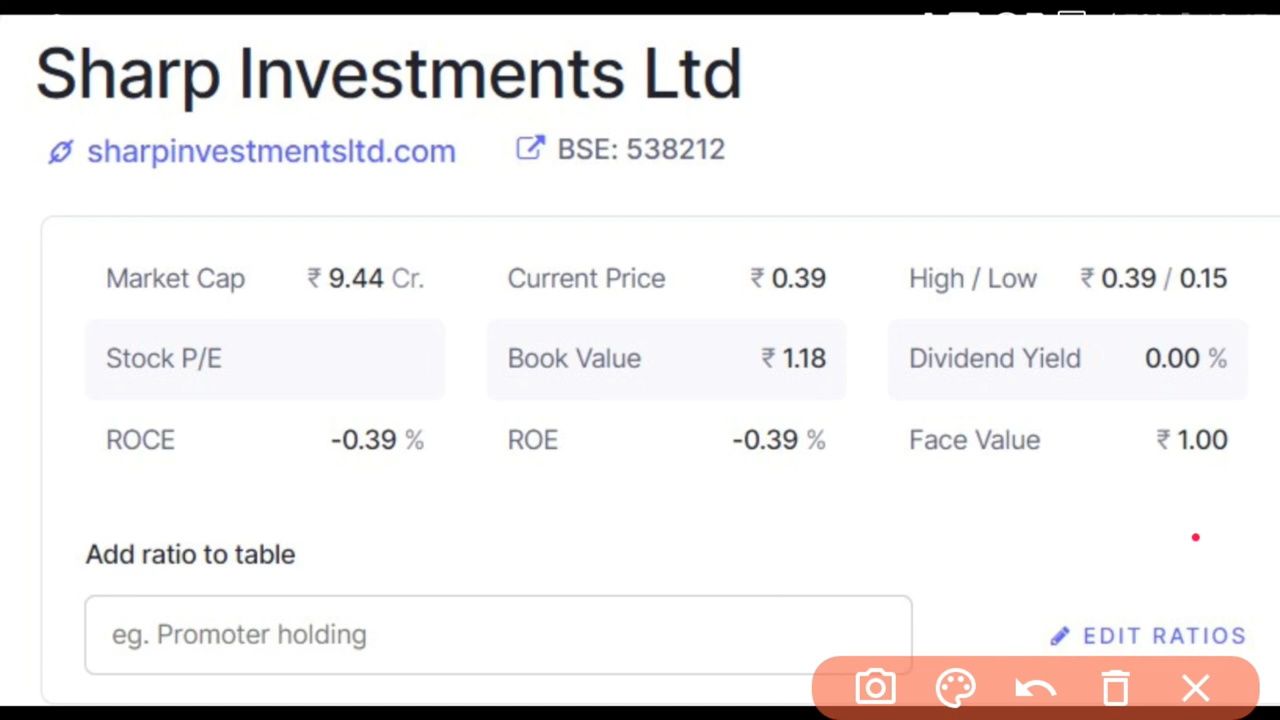 Sharp Investments Ltd
sharpinvestmentsltd.com BSE: 538212
Market Cap ₹ 9.44 Cr. Current Price ₹ 0.39 High / Low ₹ 0.39 / 0.15
Stock P/E Book Value ₹ 1.18 Dividend Yield 0.00 %
ROCE -0.39 % ROE -0.39 % Face Value ₹ 1.00
Add ratio to table
eg. Promoter holding EDIT RATIOS